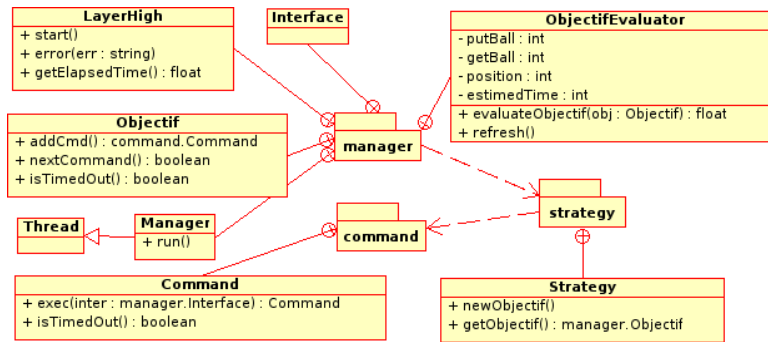 LayerHigh
+ start()
+ error(err : string)
+ getElapsedTime() : float
Interface
ObjectifEvaluator
- putBall : int
- getBall : int
- position : int
- estimedTime : int
+ evaluateObjectif(obj : Objectif) : float
+ refresh()
Objectif
+ addCmd() : command.Command
+ nextCommand() : boolean
+ isTimedOut() : boolean
manager
strategy
Thread
Manager
+ run()
command
Command
+ exec(inter : manager.Interface) : Command
+ isTimedOut() : boolean
Strategy
+ newObjectif()
+ getObjectif() : manager.Objectif